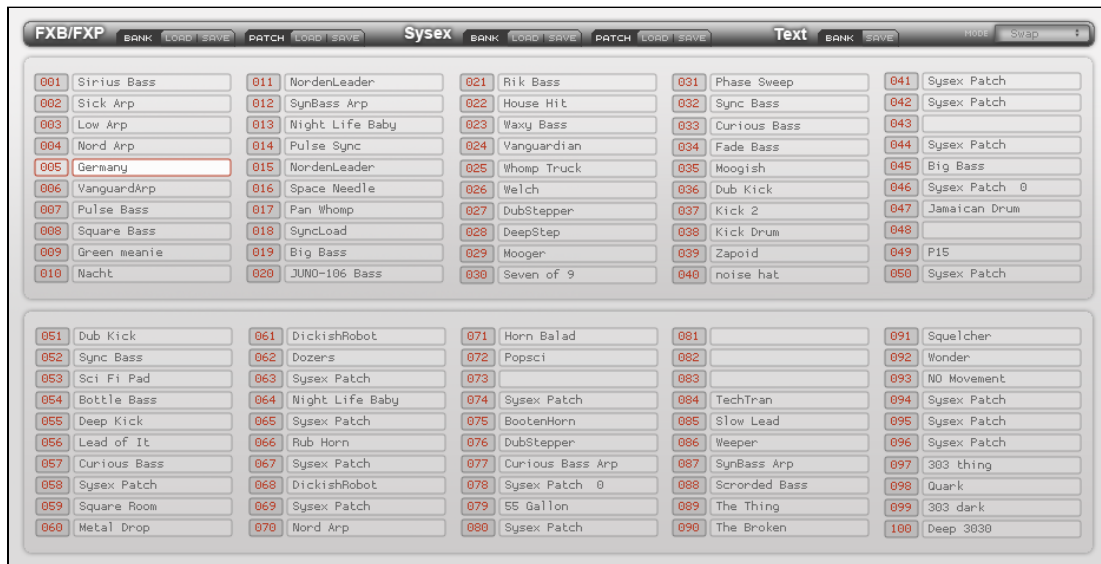 FXB/FXP BANK LOAD SAVE PATCH LOAD SAVE Sysex BANK LOAD SAVE PATCH LOAD SAVE Text BANK SAVE MODE Swap
001 Sirius Bass 011 NordenLeader 021 Rik Bass 031 Phase Sweep 041 Sysex Patch
002 Sick Arp 012 SynBass Arp 022 House Hit 032 Sync Bass 042 Sysex Patch
003 Low Arp 013 Night Life Baby 023 Waxy Bass 033 Curious Bass 043
004 Nord Arp 014 Pulse Sync 024 Vanguardian 034 Fade Bass 044 Sysex Patch
005 Germany 015 NordenLeader 025 Whomp Truck 035 Moogish 045 Big Bass
006 VanguardArp 016 Space Needle 026 Welch 036 Dub Kick 046 Sysex Patch 0
007 Pulse Bass 017 Pan Whomp 027 DubStepper 037 Kick 2 047 Jamaican Drum
008 Square Bass 018 SyncLoad 028 DeepStep 038 Kick Drum 048
009 Green meanie 019 Big Bass 029 Mooger 039 Zapoid 049 P15
010 Nacht 020 JUNO-106 Bass 030 Seven of 9 040 noise hat 050 Sysex Patch
051 Dub Kick 061 DickishRobot 071 Horn Balad 081 091 Squelcher
052 Sync Bass 062 Dozers 072 Popsci 082 092 Wonder
053 Sci Fi Pad 063 Sysex Patch 073 083 093 NO Movement
054 Bottle Bass 064 Night Life Baby 074 Sysex Patch 084 TechTran 094 Sysex Patch
055 Deep Kick 065 Sysex Patch 075 BootenHorn 085 Slow Lead 095 Sysex Patch
056 Lead of It 066 Rub Horn 076 DubStepper 086 Weeper 096 Sysex Patch
057 Curious Bass 067 Sysex Patch 077 Curious Bass Arp 087 SynBass Arp 097 303 thing
058 Sysex Patch 068 DickishRobot 078 Sysex Patch 0 088 Scrorded Bass 098 Quark
059 Square Room 069 Sysex Patch 079 55 Gallon 089 The Thing 099 303 dark
060 Metal Drop 070 Nord Arp 080 Sysex Patch 090 The Broken 100 Deep 3030